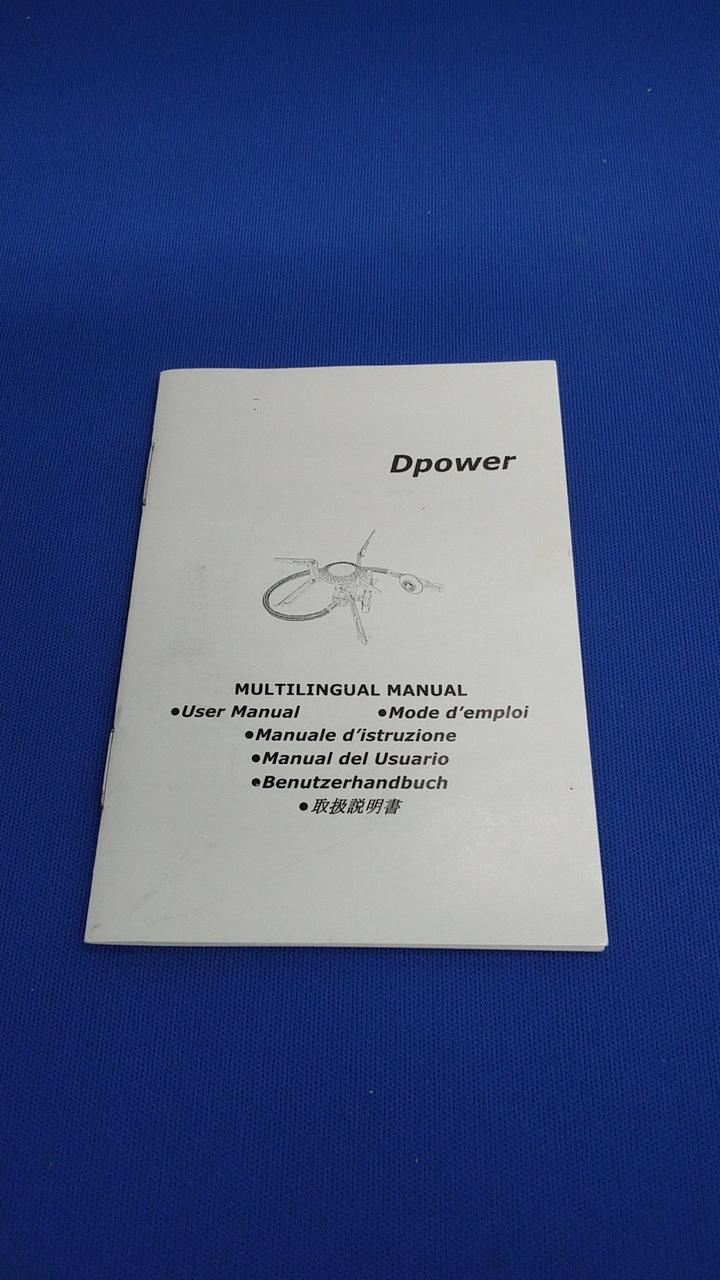 Dpower
MULTILINGUAL MANUAL
●User Manual ●Mode d'emploi
●Manuale d'istruzione
●Manual del Usuario
●Benutzerhandbuch
●取扱説明書